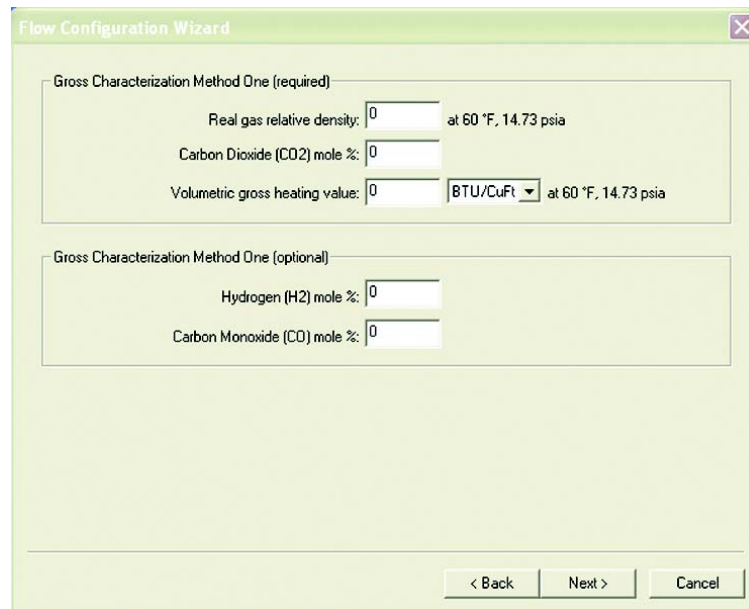 Flow Configuration Wizard
Gross Characterization Method One (required)
Real gas relative density: 0 at 60 °F, 14.73 psia
Carbon Dioxide (CO2) mole %: 0
Volumetric gross heating value: 0 BTU/CuFt at 60 °F, 14.73 psia
Gross Characterization Method One (optional)
Hydrogen (H2) mole %: 0
Carbon Monoxide (CO) mole %: 0
< Back Next > Cancel